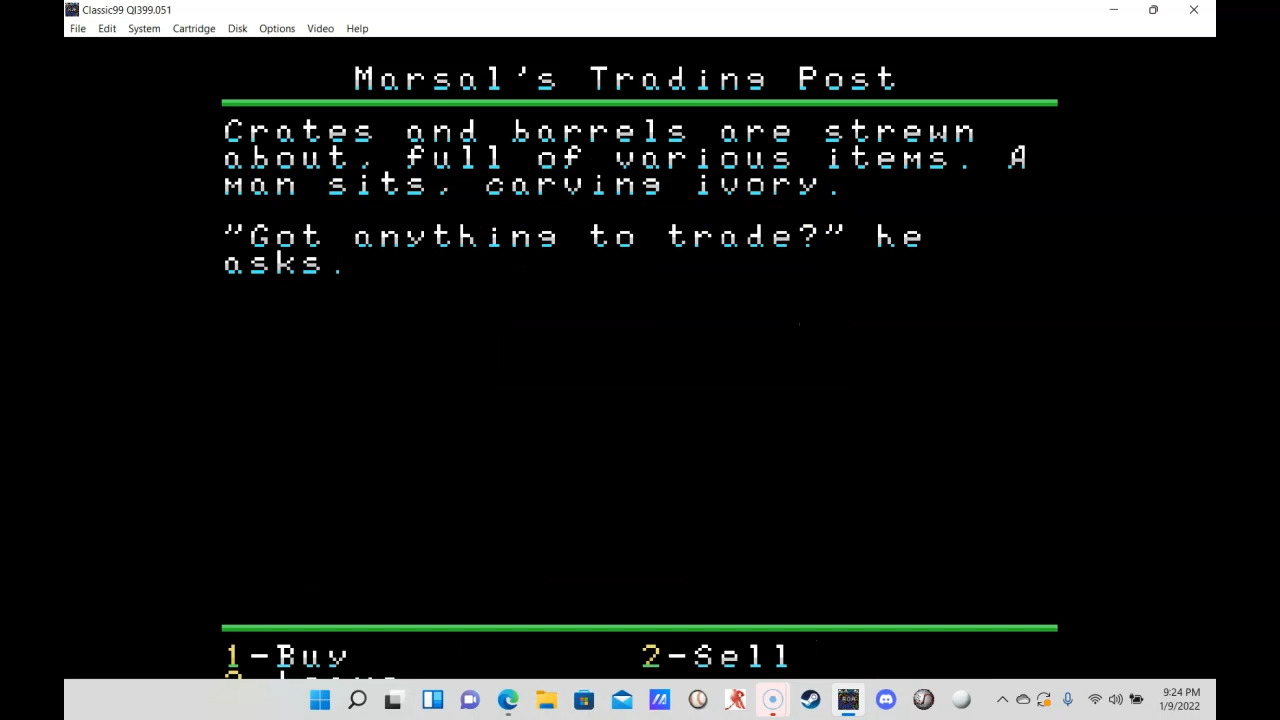 Classic99 QI399.051
File Edit System Cartridge Disk Options Video Help
Marsal's Trading Post
Crates and barrels are strewn
about, full of various items. A
man sits, carving ivory.
"Got anything to trade?" he
asks.
1-Buy 2-Sell
9:24 PM
1/9/2022